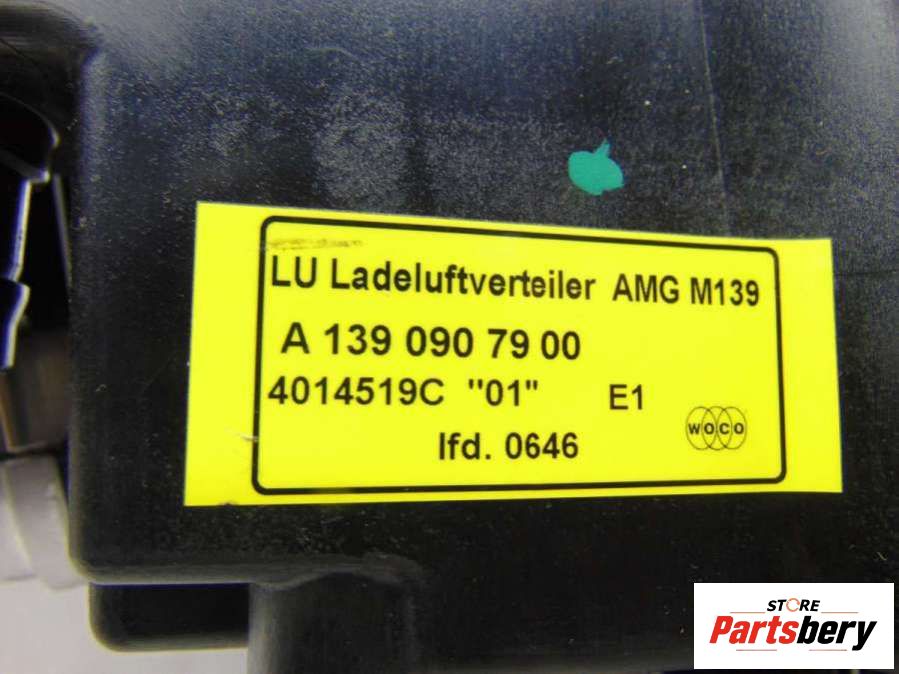 LU Ladeluftverteiler AMG M139
A 139 090 79 00
4014519C "01" E1
WOCO
lfd. 0646
STORE
Partsbery